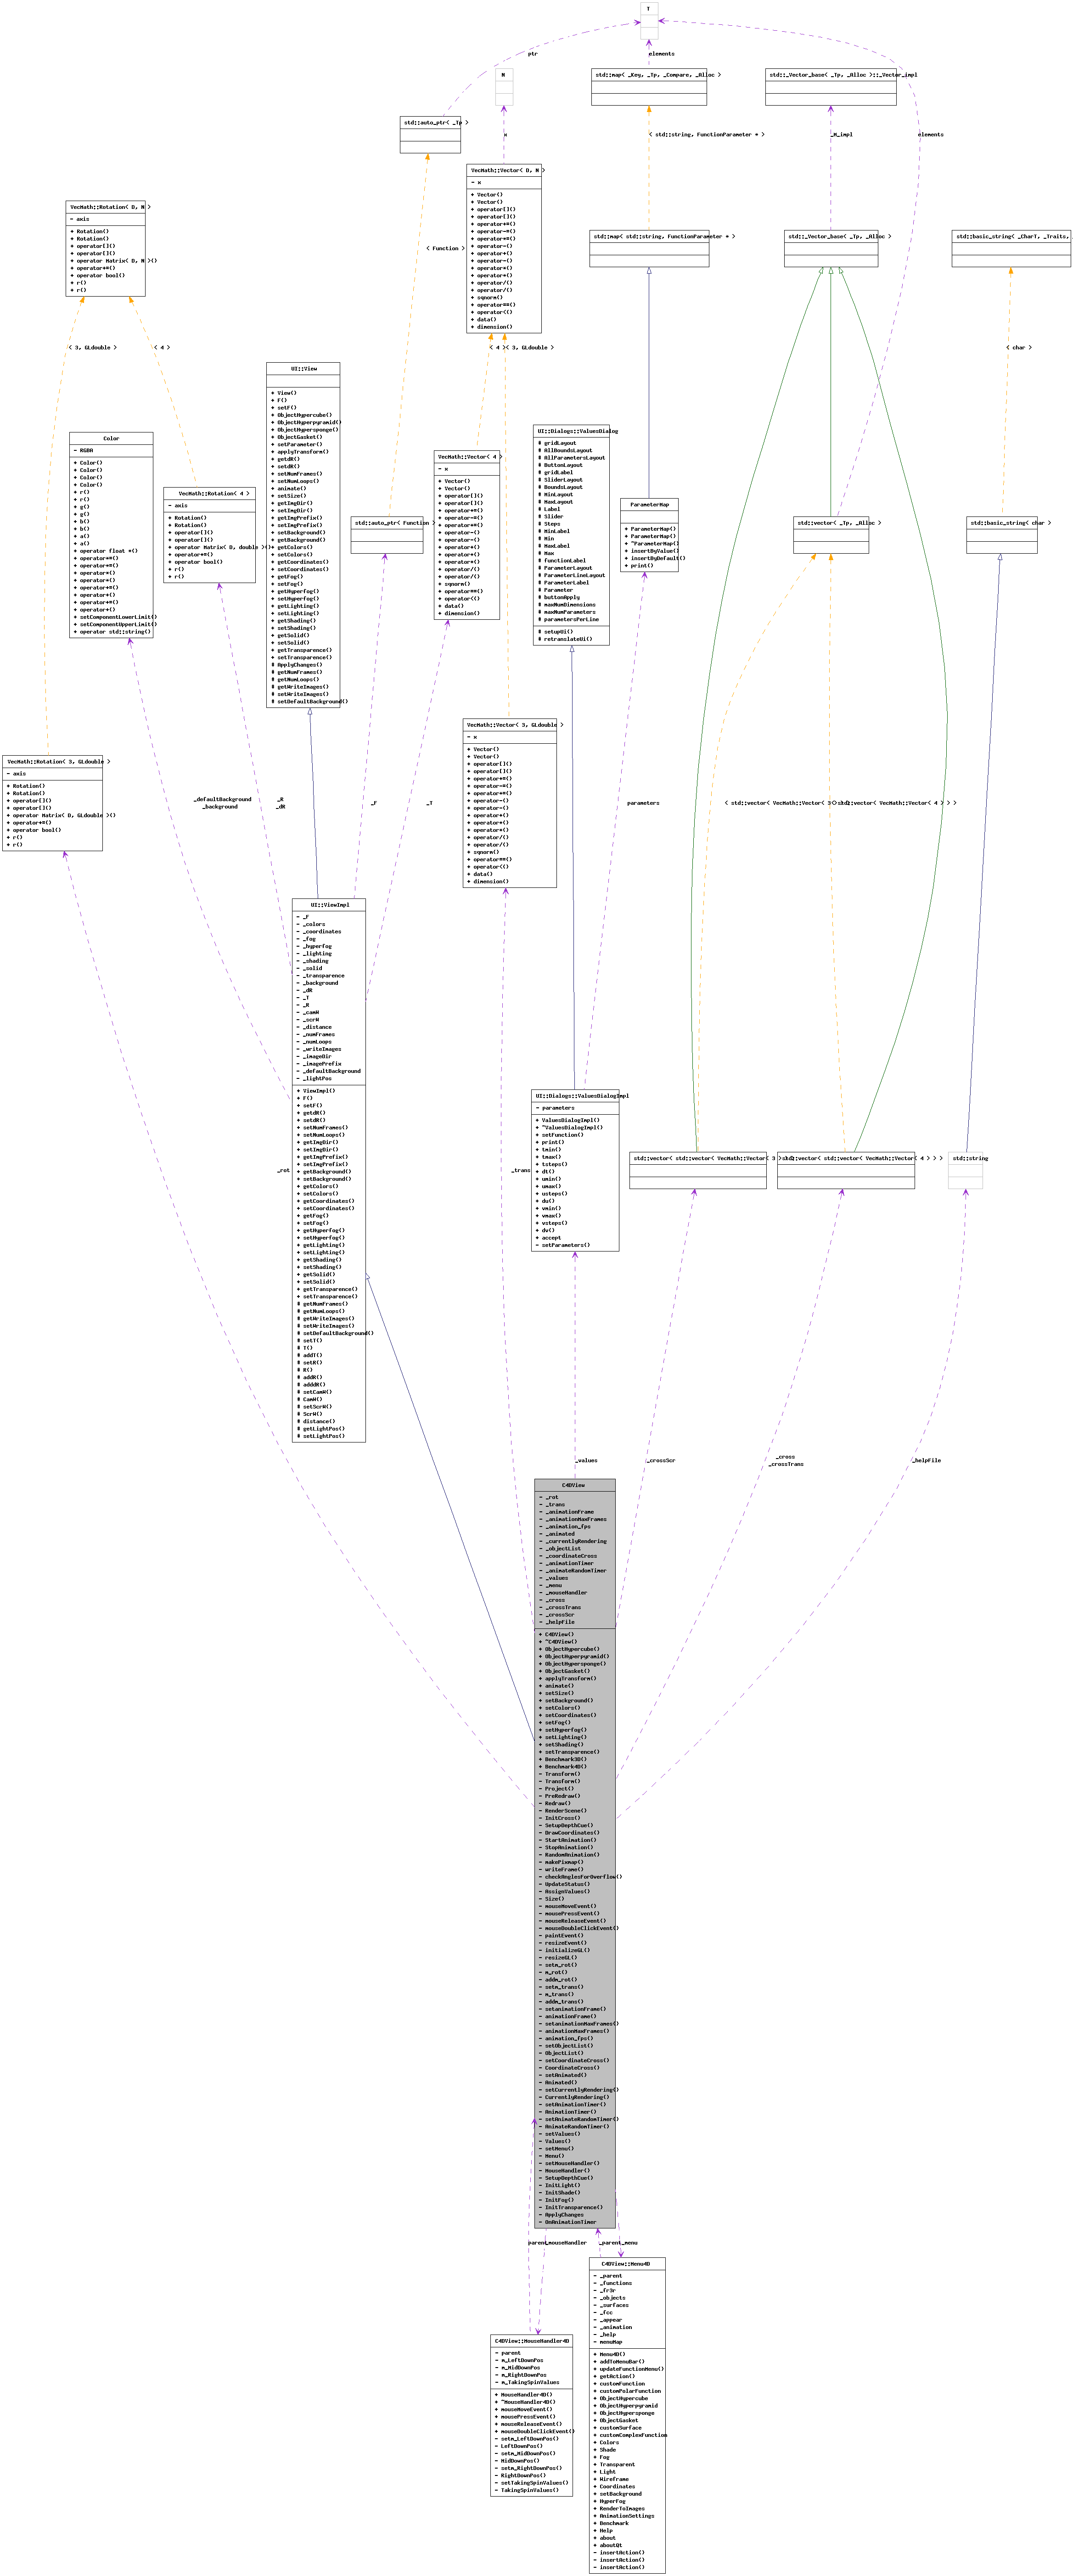 T
ptr
elements
N
std::map< _Key, _Tp, _Compare, _Alloc >
std::_Vector_base< _Tp, _Alloc >::_Vector_impl
std::auto_ptr< _Tp >
x
< std::string, FunctionParameter * >
_M_impl
elements
VecMath::Vector< D, N >
- x
+ Vector()
+ Vector()
+ operator[]()
+ operator[]()
+ operator+=()
+ operator-=()
+ operator*=()
+ operator-()
+ operator+()
+ operator-()
+ operator*()
+ operator*()
+ operator/()
+ operator/()
+ sqnorm()
+ operator==()
+ operator<()
+ data()
+ dimension()
VecMath::Rotation< D, N >
- axis
+ Rotation()
+ Rotation()
+ operator[]()
+ operator[]()
+ operator Matrix< D, N >()
+ operator+=()
+ operator bool()
+ r()
+ r()
< Function >
std::map< std::string, FunctionParameter * >
std::_Vector_base< _Tp, _Alloc >
std::basic_string< _CharT, _Traits,
< 3, GLdouble >
< 4 >
< 4 >
< 3, GLdouble >
< char >
UI::View
+ View()
+ F()
+ setF()
+ ObjectHypercube()
+ ObjectHyperpyramid()
+ ObjectHypersponge()
+ ObjectGasket()
+ setParameter()
+ applyTransform()
+ getdR()
+ setdR()
+ setNumFrames()
+ setNumLoops()
+ animate()
+ setSize()
+ getImgDir()
+ setImgDir()
+ getImgPrefix()
+ setImgPrefix()
+ setBackground()
+ getBackground()
+ getColors()
+ setColors()
+ getCoordinates()
+ setCoordinates()
+ getFog()
+ setFog()
+ getHyperfog()
+ setHyperfog()
+ getLighting()
+ setLighting()
+ getShading()
+ setShading()
+ getSolid()
+ setSolid()
+ getTransparence()
+ setTransparence()
# ApplyChanges()
# getNumFrames()
# getNumLoops()
# getWriteImages()
# setWriteImages()
# setDefaultBackground()
Color
- RGBA
+ Color()
+ Color()
+ Color()
+ Color()
+ r()
+ r()
+ g()
+ g()
+ b()
+ b()
+ a()
+ a()
+ operator float *()
+ operator+=()
+ operator*()
+ operator*()
+ operator*=()
+ operator+()
+ operator+=()
+ operator+()
+ setComponentLowerLimit()
+ setComponentUpperLimit()
+ operator std::string()
VecMath::Rotation< 4 >
- axis
+ Rotation()
+ Rotation()
+ operator[]()
+ operator[]()
+ operator Matrix< D, double >()
+ operator+=()
+ operator bool()
+ r()
+ r()
std::auto_ptr< Function >
VecMath::Vector< 4 >
- x
+ Vector()
+ Vector()
+ operator[]()
+ operator[]()
+ operator+=()
+ operator-=()
+ operator*=()
+ operator-()
+ operator-()
+ operator+()
+ operator*()
+ operator*()
+ operator/()
+ operator/()
+ sqnorm()
+ operator==()
+ operator<()
+ data()
+ dimension()
UI::Dialogs::ValuesDialog
# gridLayout
# AllBoundsLayout
# AllParametersLayout
# ButtonLayout
# gridLabel
# SliderLayout
# BoundsLayout
# MinLayout
# MaxLayout
# Label
# Slider
# Steps
# MinLabel
# Min
# MaxLabel
# Max
# functionLabel
# ParameterLayout
# ParameterLineLayout
# ParameterLabel
# Parameter
# buttonApply
# maxNumDimensions
# maxNumParameters
# parametersPerLine
# setupUi()
# retranslateUi()
ParameterMap
+ ParameterMap()
+ ParameterMap()
+ ~ParameterMap()
+ insertByValue()
+ insertByDefault()
+ print()
std::vector< _Tp, _Alloc >
std::basic_string< char >
VecMath::Vector< 3, GLdouble >
- x
+ Vector()
+ Vector()
+ operator[]()
+ operator[]()
+ operator+=()
+ operator-=()
+ operator*=()
+ operator-()
+ operator-()
+ operator+()
+ operator*()
+ operator*()
+ operator/()
+ operator/()
+ sqnorm()
+ operator==()
+ operator<()
+ data()
+ dimension()
VecMath::Rotation< 3, GLdouble >
- axis
+ Rotation()
+ Rotation()
+ operator[]()
+ operator[]()
+ operator Matrix< D, GLdouble >()
+ operator+=()
+ operator bool()
+ r()
+ r()
_defaultBackground
_background
_R
_dR
_F
_T
parameters
< std::vector< VecMath::Vector< 3
std::vector< VecMath::Vector< 4 > > >
UI::ViewImpl
- _F
- _colors
- _coordinates
- _fog
- _hyperfog
- _lighting
- _shading
- _solid
- _transparence
- _background
- _dR
- _T
- _R
- _camW
- _scrW
- _distance
- _numFrames
- _numLoops
- _writeImages
- _imageDir
- _imagePrefix
- _defaultBackground
- _lightPos
+ ViewImpl()
+ F()
+ setF()
+ getdR()
+ setdR()
+ setNumFrames()
+ setNumLoops()
+ getImgDir()
+ setImgDir()
+ getImgPrefix()
+ setImgPrefix()
+ getBackground()
+ setBackground()
+ getColors()
+ setColors()
+ getCoordinates()
+ setCoordinates()
+ getFog()
+ setFog()
+ getHyperfog()
+ setHyperfog()
+ getLighting()
+ setLighting()
+ getShading()
+ setShading()
+ getSolid()
+ setSolid()
+ getTransparence()
+ setTransparence()
# getNumFrames()
# getNumLoops()
# getWriteImages()
# setWriteImages()
# setDefaultBackground()
# setT()
# T()
# addT()
# setR()
# R()
# addR()
# adddR()
# setCamW()
# CamW()
# setScrW()
# ScrW()
# distance()
# getLightPos()
# setLightPos()
UI::Dialogs::ValuesDialogImpl
- parameters
+ ValuesDialogImpl()
+ ~ValuesDialogImpl()
+ setFunction()
+ print()
+ tmin()
+ tmax()
+ tsteps()
+ dt()
+ umin()
+ umax()
+ usteps()
+ du()
+ vmin()
+ vmax()
+ vsteps()
+ dv()
+ accept
- setParameters()
std::vector< std::vector< VecMath::Vector< 3 >
std::vector< std::vector< VecMath::Vector< 4 > > >
std::string
_rot
_trans
_values
_crossScr
_cross
_crossTrans
_helpFile
C4DView
- _rot
- _trans
- _animationFrame
- _animationMaxFrames
- _animation_fps
- _animated
- _currentlyRendering
- _objectList
- _coordinateCross
- _animationTimer
- _animateRandomTimer
- _values
- _menu
- _mouseHandler
- _cross
- _crossTrans
- _crossScr
- _helpFile
+ C4DView()
+ ~C4DView()
+ ObjectHypercube()
+ ObjectHyperpyramid()
+ ObjectHypersponge()
+ ObjectGasket()
+ applyTransform()
+ animate()
+ setSize()
+ setBackground()
+ setColors()
+ setCoordinates()
+ setFog()
+ setHyperfog()
+ setLighting()
+ setShading()
+ setTransparence()
+ Benchmark3D()
+ Benchmark4D()
- Transform()
- Transform()
- Project()
- PreRedraw()
- Redraw()
- RenderScene()
- InitCross()
- SetupDepthCue()
- DrawCoordinates()
- StartAnimation()
- StopAnimation()
- RandomAnimation()
- makePixmap()
- writeFrame()
- checkAnglesForOverflow()
- UpdateStatus()
- AssignValues()
- Size()
- mouseMoveEvent()
- mousePressEvent()
- mouseReleaseEvent()
- mouseDoubleClickEvent()
- paintEvent()
- resizeEvent()
- initializeGL()
- resizeGL()
- setm_rot()
- m_rot()
- addm_rot()
- setm_trans()
- m_trans()
- addm_trans()
- setanimationFrame()
- animationFrame()
- setanimationMaxFrames()
- animationMaxFrames()
- animation_fps()
- setObjectList()
- ObjectList()
- setCoordinateCross()
- CoordinateCross()
- setAnimated()
- Animated()
- setCurrentlyRendering()
- CurrentlyRendering()
- setAnimationTimer()
- AnimationTimer()
- setAnimateRandomTimer()
- AnimateRandomTimer()
- setValues()
- Values()
- setMenu()
- Menu()
- setMouseHandler()
- MouseHandler()
- SetupDepthCue()
- InitLight()
- InitShade()
- InitFog()
- InitTransparence()
- ApplyChanges
- OnAnimationTimer
parent
_mouseHandler
_parent
_menu
C4DView::Menu4D
- _parent
- _functions
- _fr3r
- _objects
- _surfaces
- _fcc
- _appear
- _animation
- _help
- menuMap
+ Menu4D()
+ addToMenuBar()
+ updateFunctionMenu()
+ getAction()
+ customFunction
+ customPolarFunction
+ ObjectHypercube
+ ObjectHyperpyramid
+ ObjectHypersponge
+ ObjectGasket
+ customSurface
+ customComplexFunction
+ Colors
+ Shade
+ Fog
+ Transparent
+ Light
+ Wireframe
+ Coordinates
+ setBackground
+ HyperFog
+ RenderToImages
+ AnimationSettings
+ Benchmark
+ Help
+ about
+ aboutQt
- insertAction()
- insertAction()
- insertAction()
C4DView::MouseHandler4D
- parent
- m_LeftDownPos
- m_MidDownPos
- m_RightDownPos
- m_TakingSpinValues
+ MouseHandler4D()
+ ~MouseHandler4D()
+ mouseMoveEvent()
+ mousePressEvent()
+ mouseReleaseEvent()
+ mouseDoubleClickEvent()
- setm_LeftDownPos()
- LeftDownPos()
- setm_MidDownPos()
- MidDownPos()
- setm_RightDownPos()
- RightDownPos()
- setTakingSpinValues()
- TakingSpinValues()